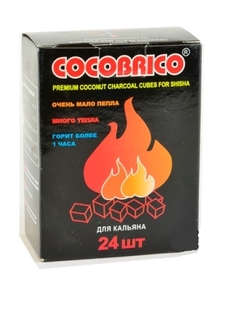 COCOBRICO®
PREMIUM COCONUT CHARCOAL CUBES FOR SHISHA
ОЧЕНЬ МАЛО ПЕПЛА
МНОГО ТЕПЛА
ГОРИТ БОЛЕЕ
1 ЧАСА
ДЛЯ КАЛЬЯНА
24 ШТ